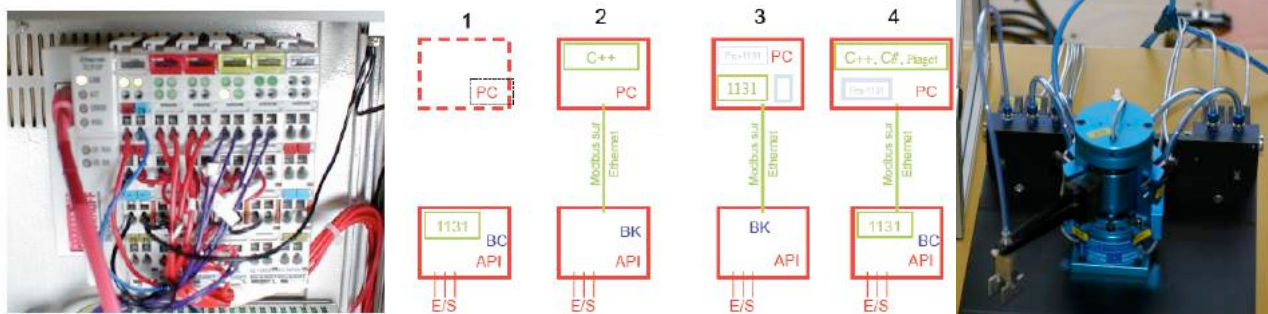 1
PC
1131
BC
API
E/S
2
C++
PC
Modbus sur
Ethernet
BK
API
E/S
3
PC
1131
Modbus sur
Ethernet
BK
API
E/S
4
C++, C#, Piaget
PC
Modbus sur
Ethernet
1131
BC
API
E/S